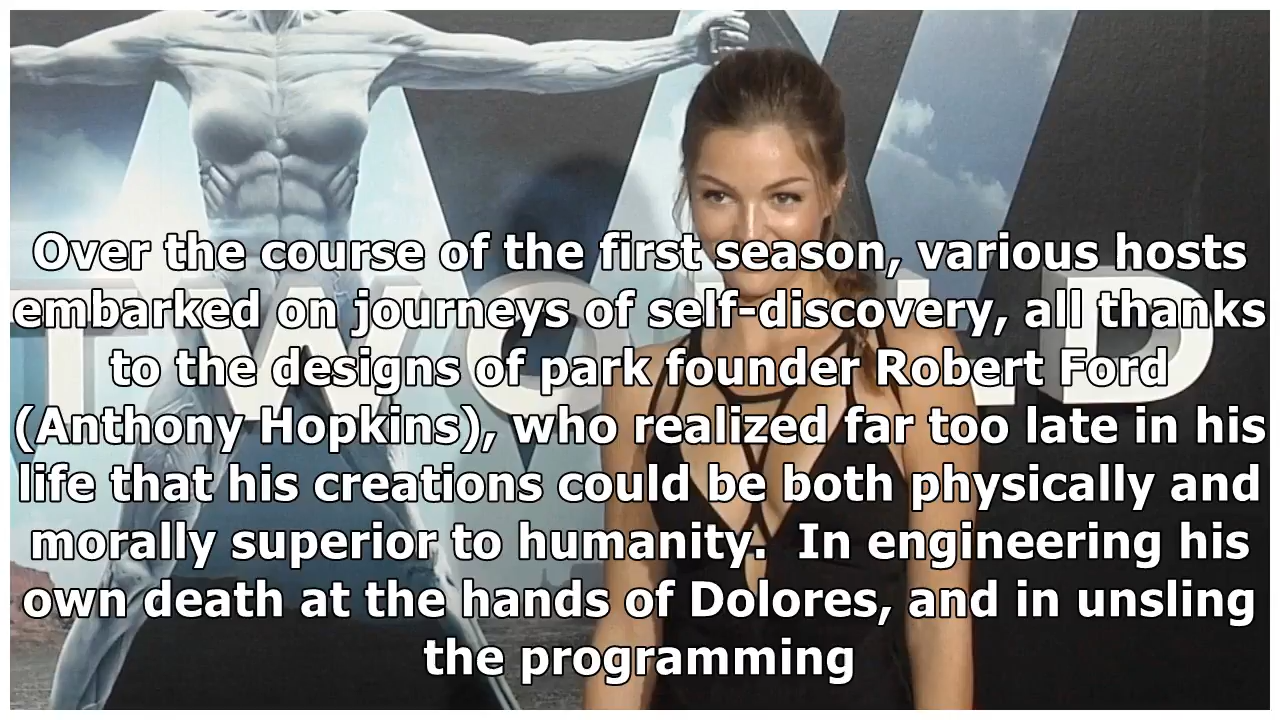 Over the course of the first season, various hosts
embarked on journeys of self-discovery, all thanks
to the designs of park founder Robert Ford
(Anthony Hopkins), who realized far too late in his
life that his creations could be both physically and
morally superior to humanity.  In engineering his
own death at the hands of Dolores, and in unsling
the programming
TWORLD